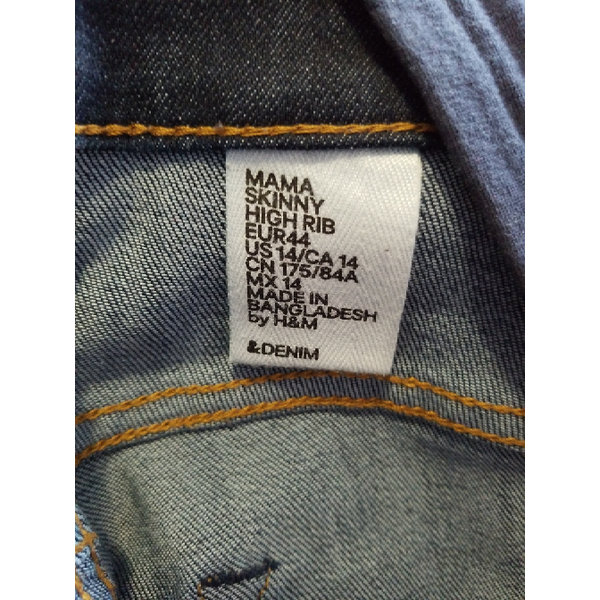 MAMA
SKINNY
HIGH RIB
EUR44
US 14/CA 14
CN 175/84A
MX 14
MADE IN
BANGLADESH
by H&M
&DENIM